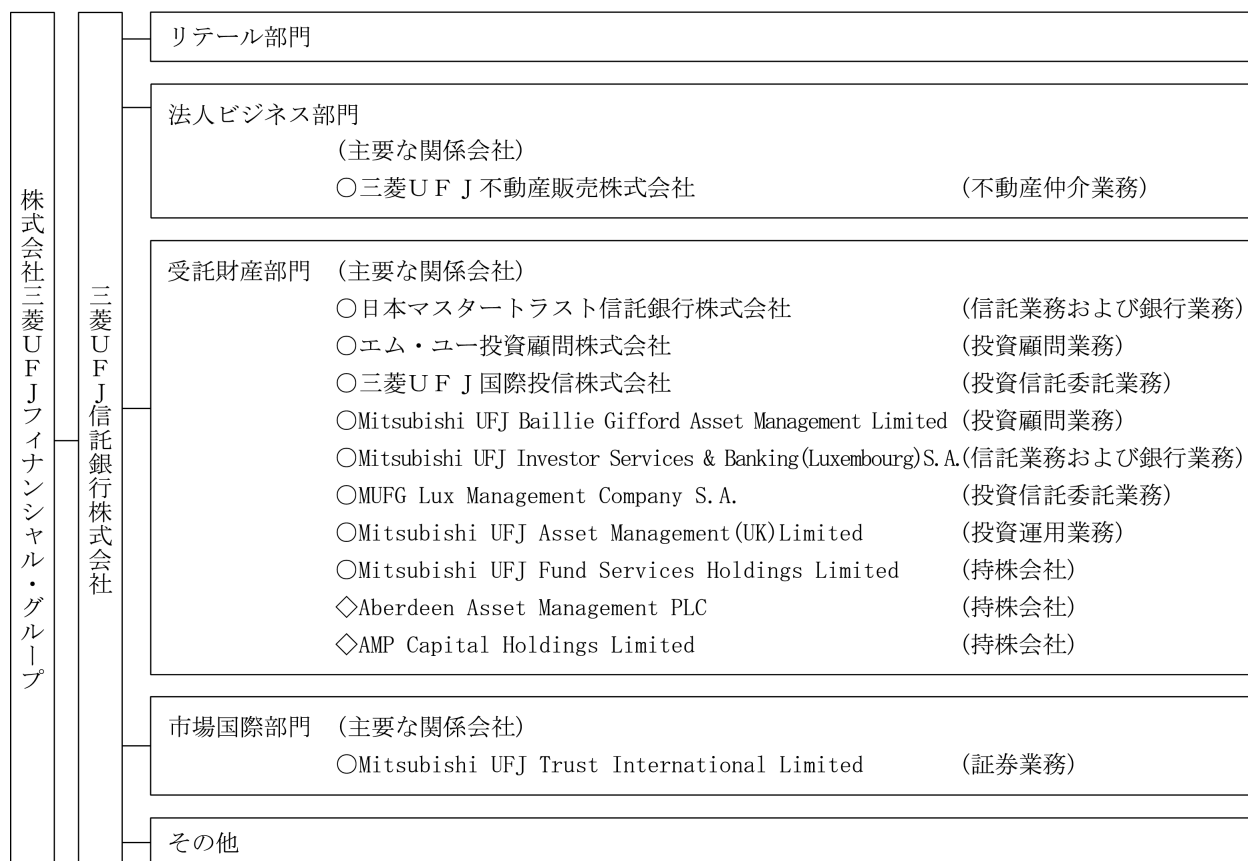 株式会社三菱ＵＦＪフィナンシャル・グループ
三菱ＵＦＪ信託銀行株式会社
リテール部門
法人ビジネス部門
(主要な関係会社)
○三菱ＵＦＪ不動産販売株式会社 (不動産仲介業務)
受託財産部門 (主要な関係会社)
○日本マスタートラスト信託銀行株式会社 (信託業務および銀行業務)
○エム・ユー投資顧問株式会社 (投資顧問業務)
○三菱ＵＦＪ国際投信株式会社 (投資信託委託業務)
○Mitsubishi UFJ Baillie Gifford Asset Management Limited (投資顧問業務)
○Mitsubishi UFJ Investor Services & Banking(Luxembourg)S.A.(信託業務および銀行業務)
○MUFG Lux Management Company S.A. (投資信託委託業務)
○Mitsubishi UFJ Asset Management(UK)Limited (投資運用業務)
○Mitsubishi UFJ Fund Services Holdings Limited (持株会社)
◇Aberdeen Asset Management PLC (持株会社)
◇AMP Capital Holdings Limited (持株会社)
市場国際部門 (主要な関係会社)
○Mitsubishi UFJ Trust International Limited (証券業務)
その他